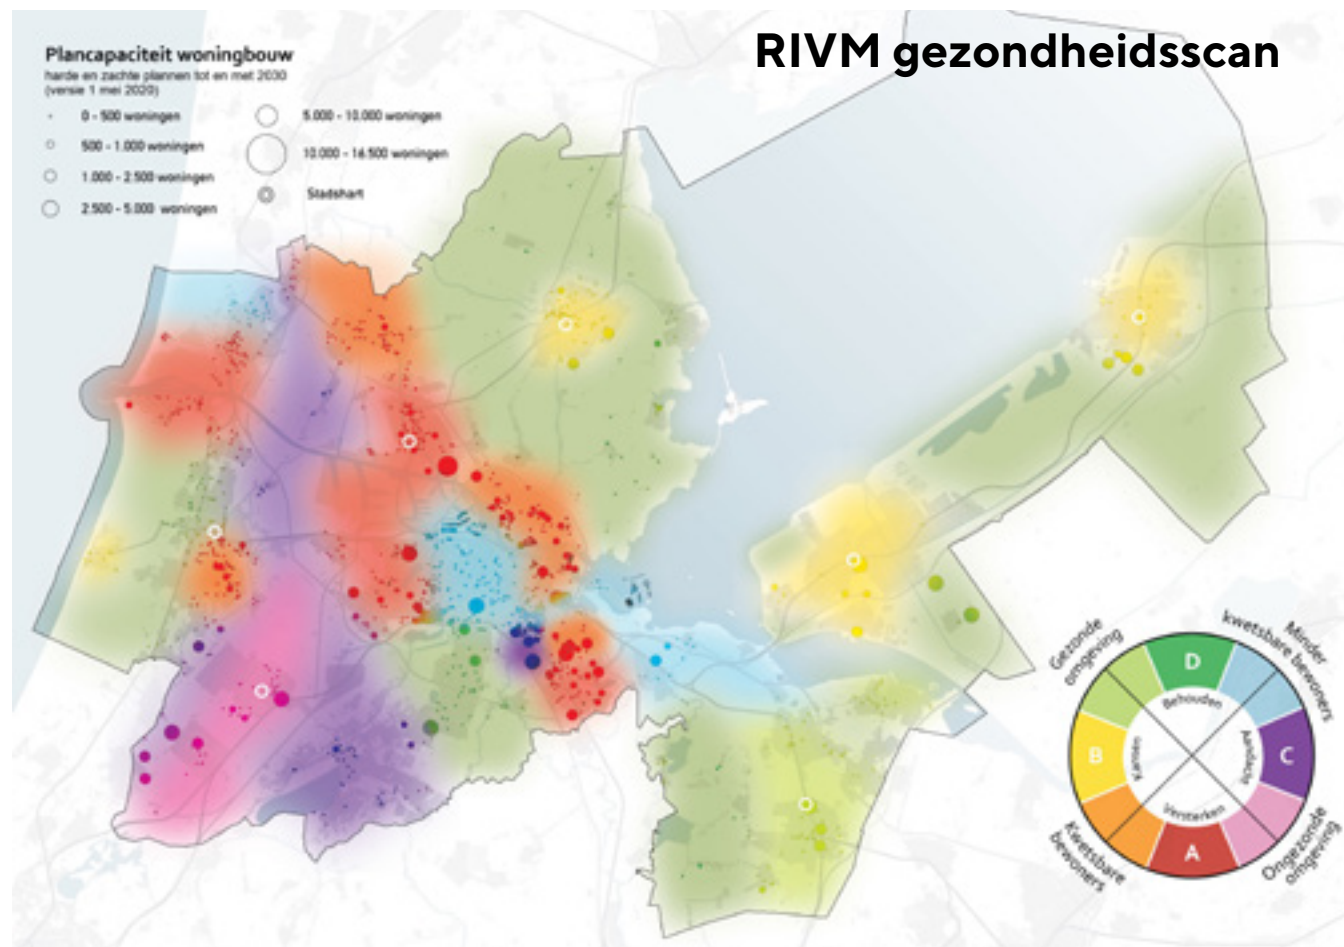 RIVM gezondheidsscan
Plancapaciteit woningbouw
harde en zachte plannen tot en met 2030
(versie 1 mei 2020)
0 - 500 woningen
500 - 1.000 woningen
1.000 - 2.500 woningen
2.500 - 5.000 woningen
5.000 - 10.000 woningen
10.000 - 16.500 woningen
Stadshart
Gezonde
omgeving
Minder
kwetsbare bewoners
D
Behouden
B
Kansen
Aandacht
C
Versterken
A
Kwetsbare
bewoners
Ongezonde
omgeving